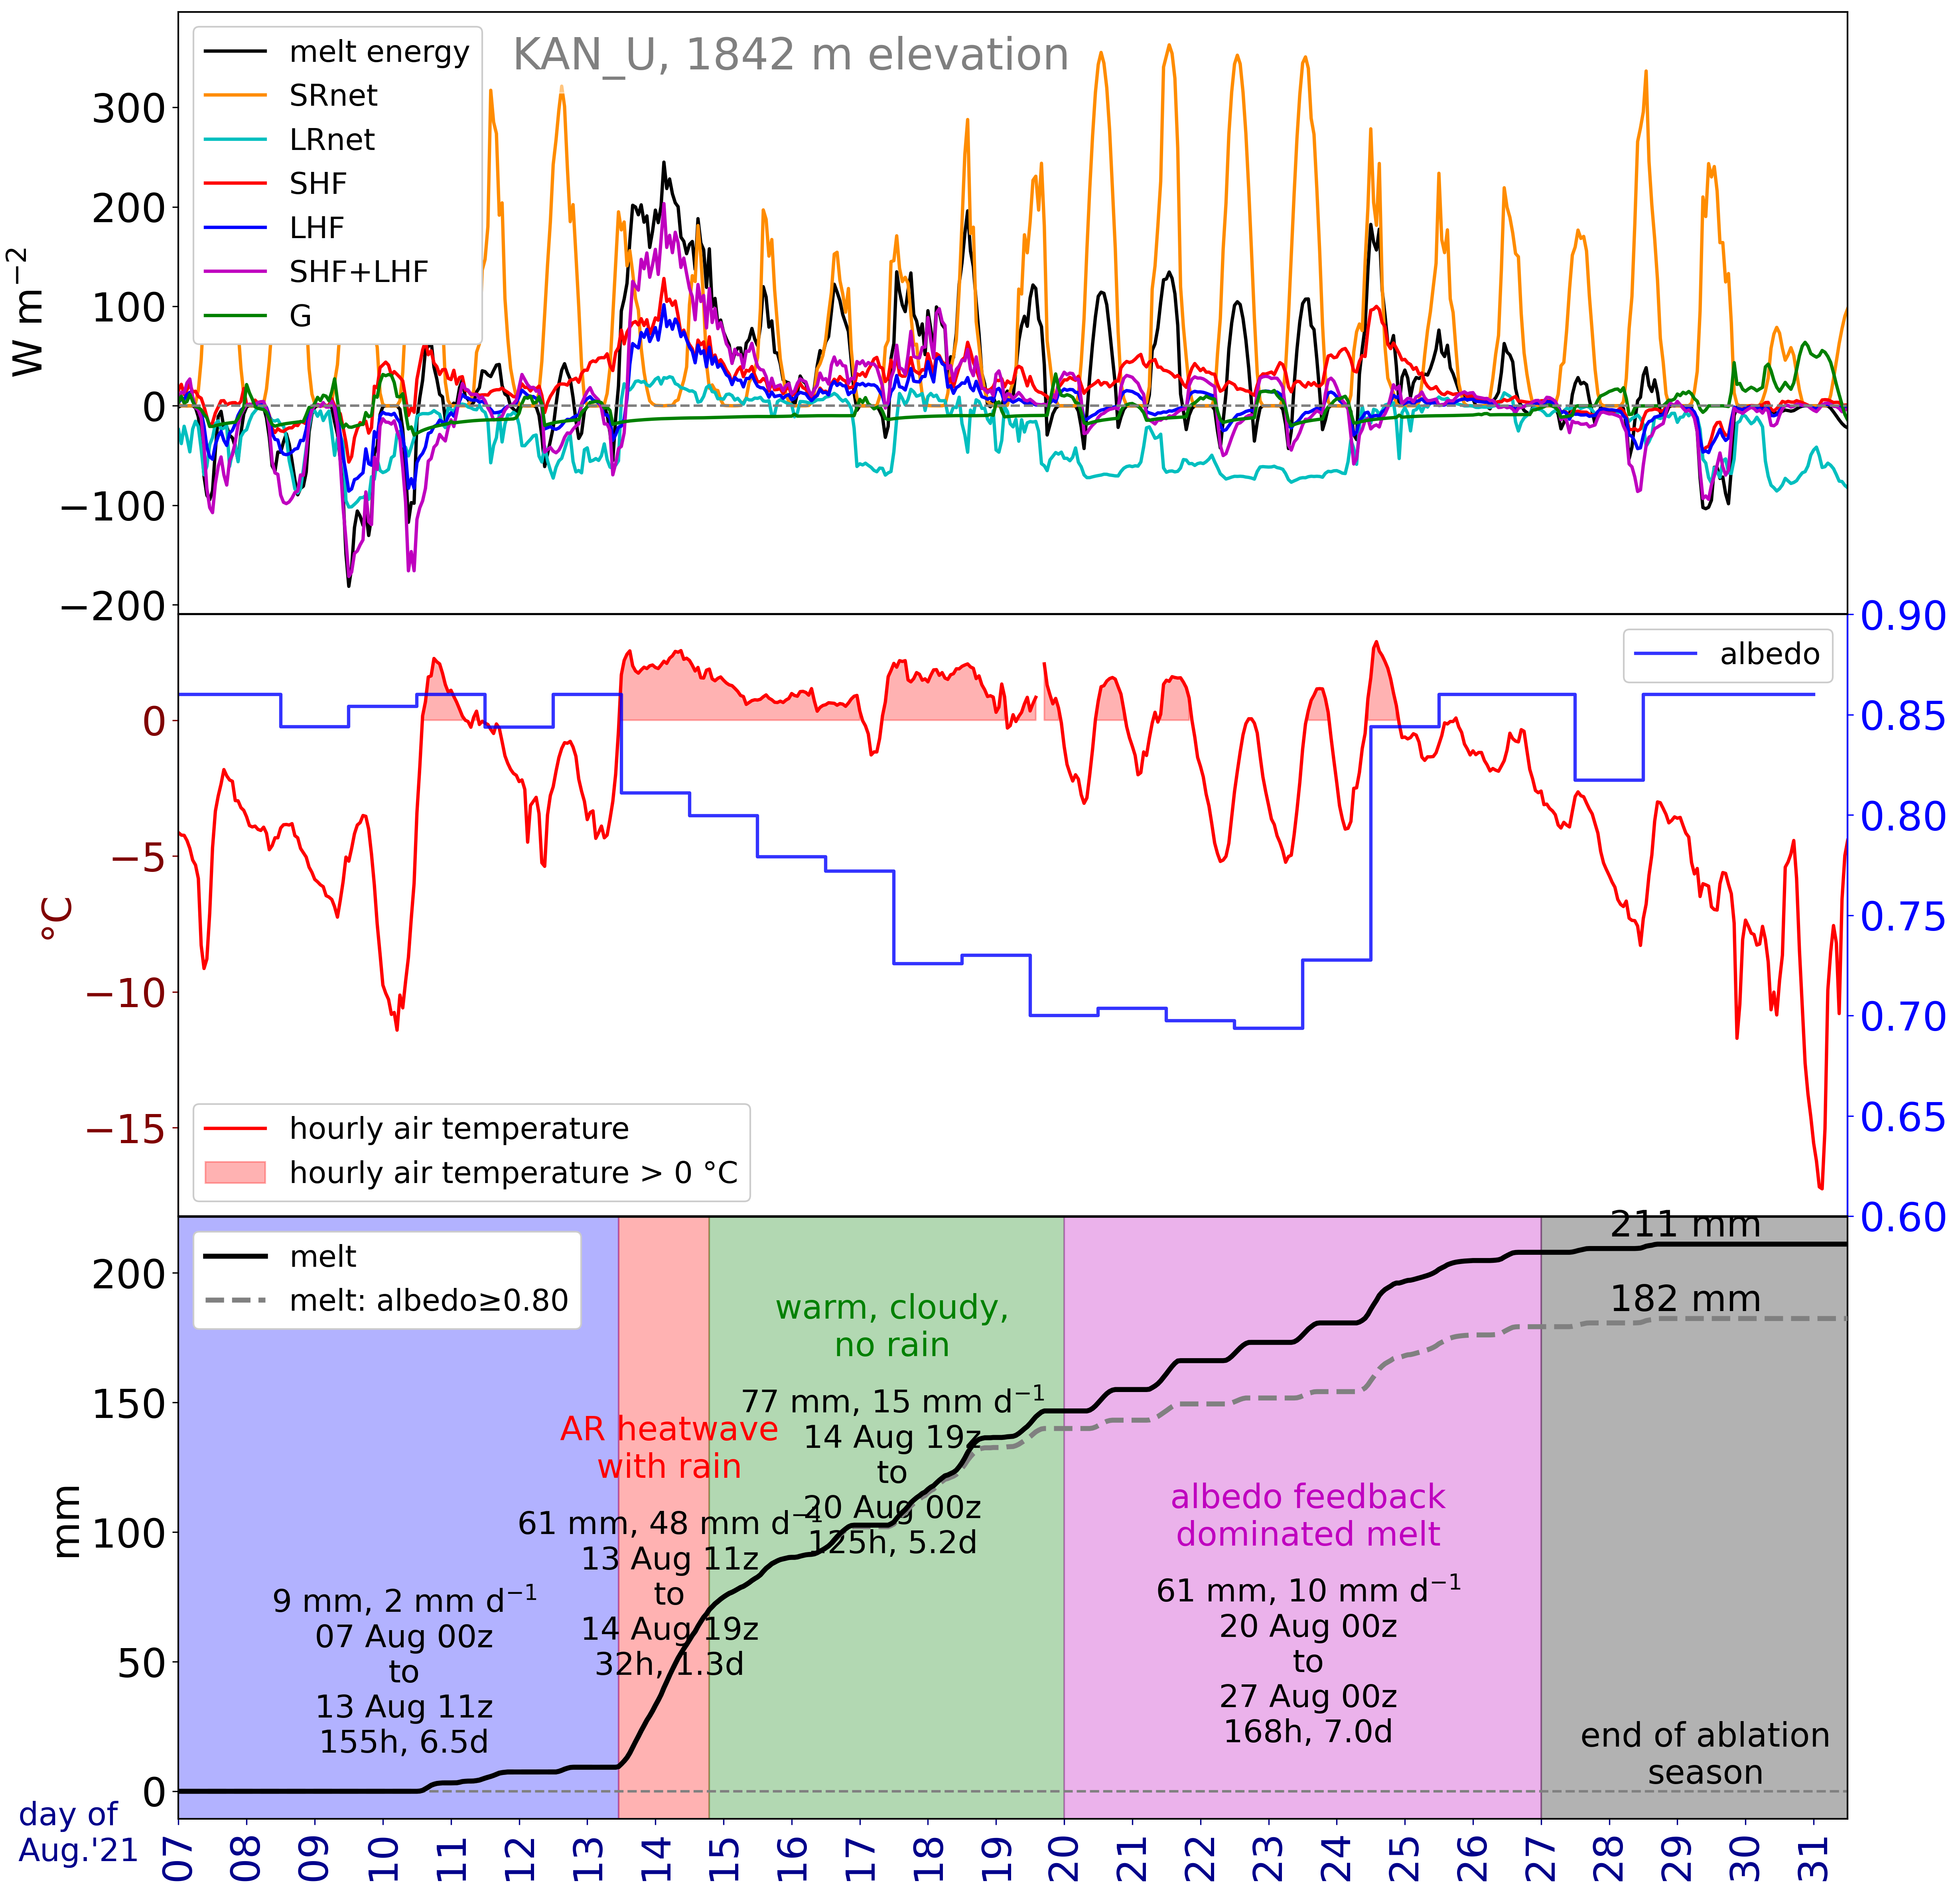 KAN_U, 1842 m elevation
melt energy
SRnet
LRnet
SHF
LHF
SHF+LHF
G
W m⁻²
300
200
100
0
−100
−200
albedo
hourly air temperature
hourly air temperature > 0 °C
°C
0
−5
−10
−15
0.90
0.85
0.80
0.75
0.70
0.65
0.60
melt
melt: albedo≥0.80
mm
200
150
100
50
0
211 mm
182 mm
9 mm, 2 mm d⁻¹
07 Aug 00z
to
13 Aug 11z
155h, 6.5d
AR heatwave
with rain
61 mm, 48 mm d⁻¹
13 Aug 11z
to
14 Aug 19z
32h, 1.3d
warm, cloudy,
no rain
77 mm, 15 mm d⁻¹
14 Aug 19z
to
20 Aug 00z
125h, 5.2d
albedo feedback
dominated melt
61 mm, 10 mm d⁻¹
20 Aug 00z
to
27 Aug 00z
168h, 7.0d
end of ablation
season
day of
Aug.'21
07
08
09
10
11
12
13
14
15
16
17
18
19
20
21
22
23
24
25
26
27
28
29
30
31